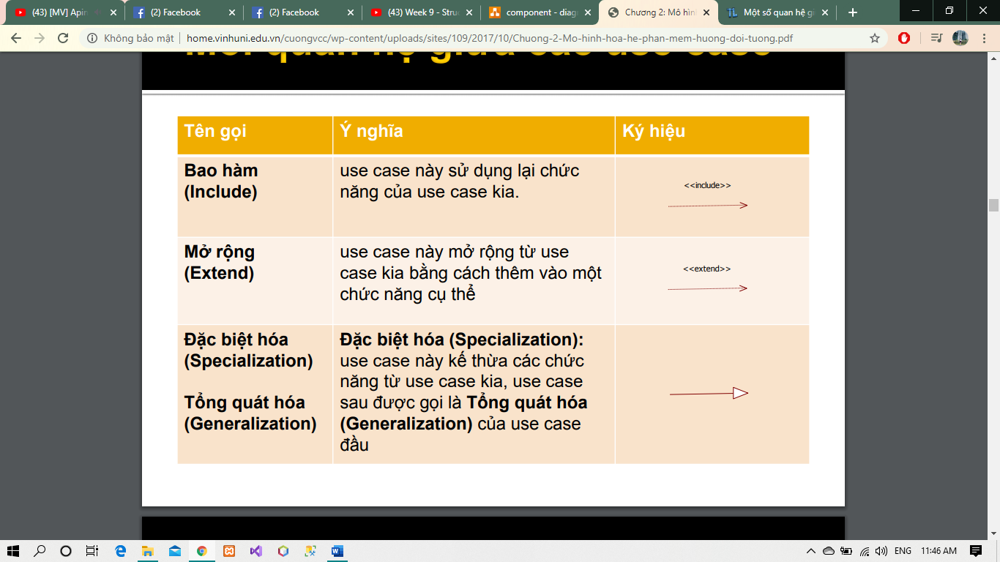 (43) [MV] Apin
(2) Facebook
(2) Facebook
(43) Week 9 - Stru
component - diag
Chương 2: Mô hìn
Một số quan hệ gi
Không bảo mật
home.vinhuni.edu.vn/cuongvcc/wp-content/uploads/sites/109/2017/10/Chuong-2-Mo-hinh-hoa-he-phan-mem-huong-doi-tuong.pdf
Mối quan hệ giữa các use case
Tên gọi
Ý nghĩa
Ký hiệu
Bao hàm
(Include)
use case này sử dụng lại chức
năng của use case kia.
<<include>>
Mở rộng
(Extend)
use case này mở rộng từ use
case kia bằng cách thêm vào một
chức năng cụ thể
<<extend>>
Đặc biệt hóa
(Specialization)
Tổng quát hóa
(Generalization)
Đặc biệt hóa (Specialization):
use case này kế thừa các chức
năng từ use case kia, use case
sau được gọi là Tổng quát hóa
(Generalization) của use case
đầu
ENG
11:46 AM